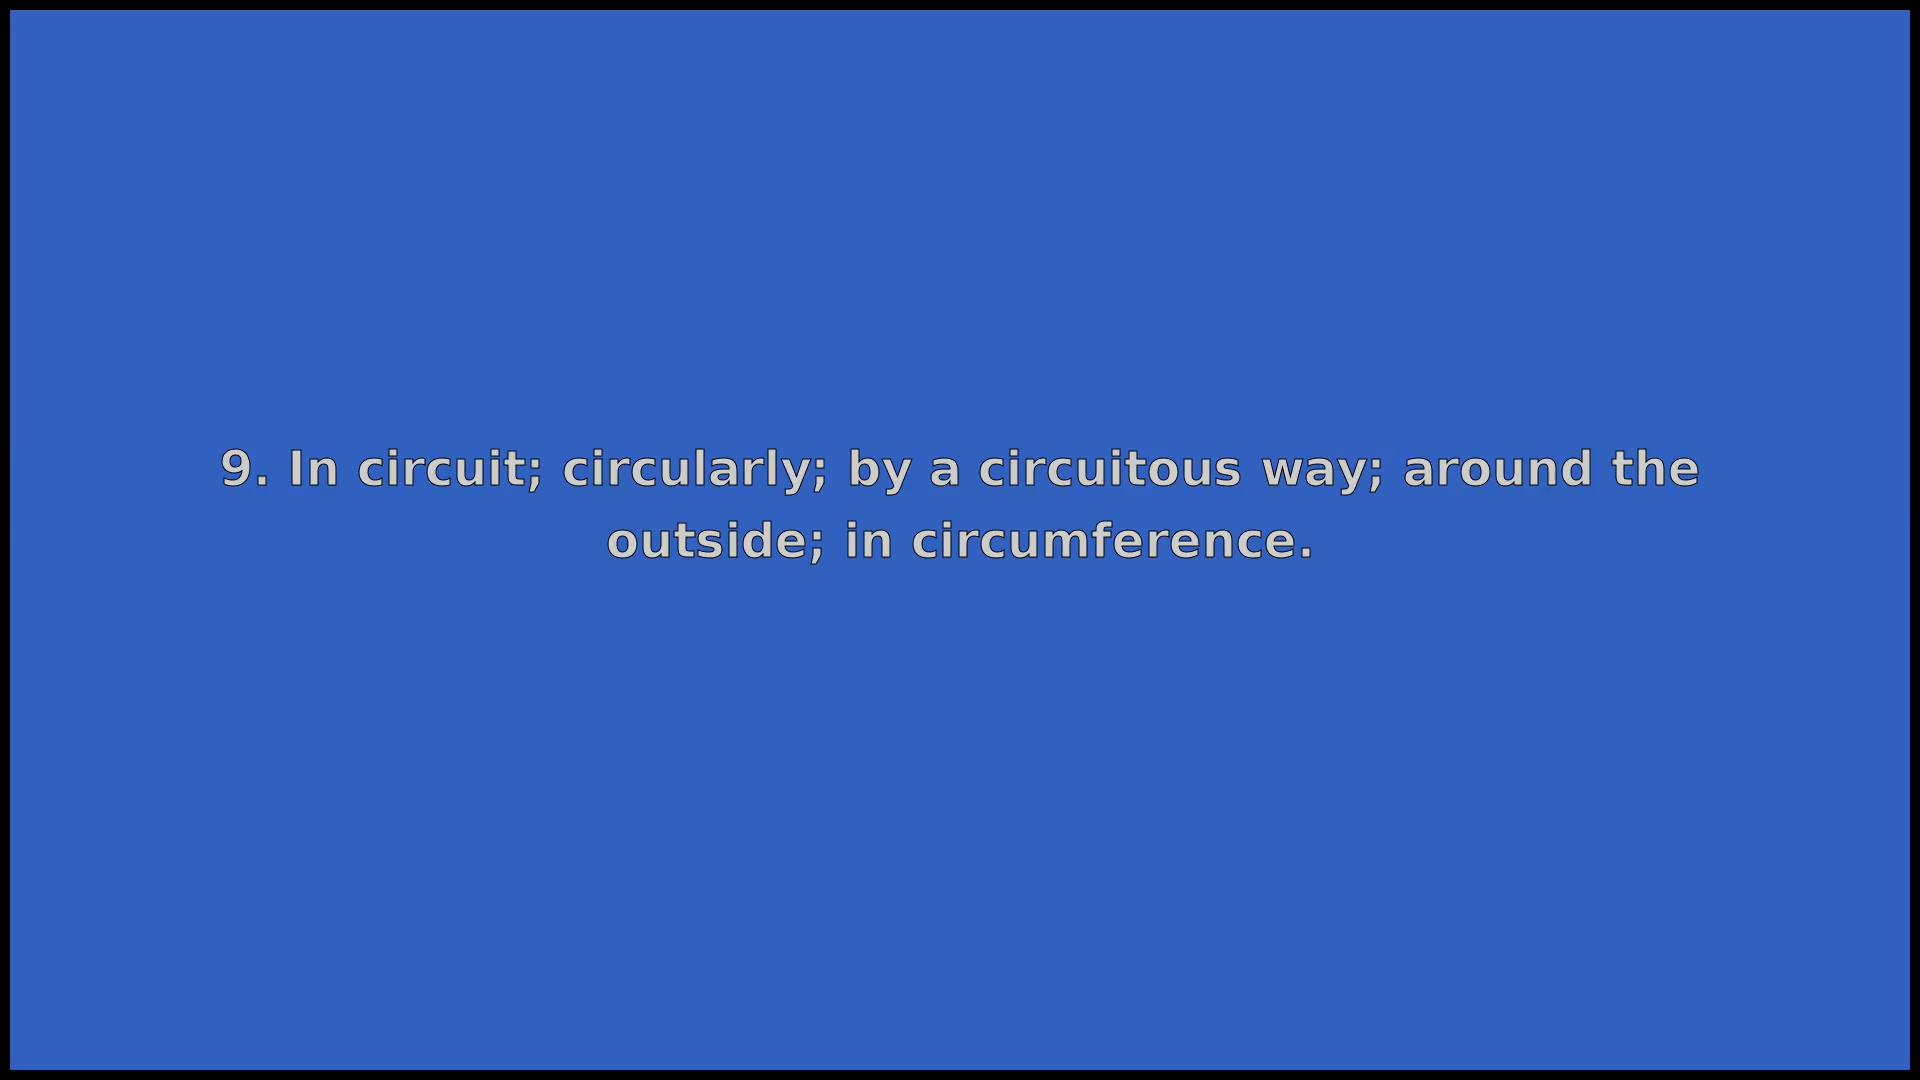 9. In circuit; circularly; by a circuitous way; around the
outside; in circumference.